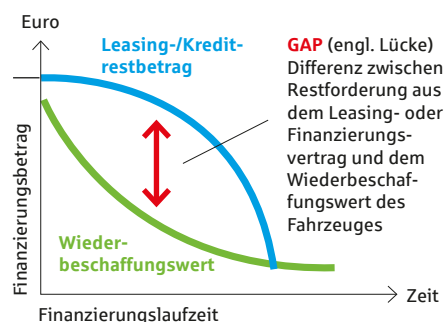 Euro
Leasing-/Kredit-
restbetrag
GAP (engl. Lücke)
Differenz zwischen
Restforderung aus
dem Leasing- oder
Finanzierungs-
vertrag und dem
Wiederbeschaf-
fungswert des
Fahrzeuges
Finanzierungsbetrag
Wieder-
beschaffungswert
Zeit
Finanzierungslaufzeit